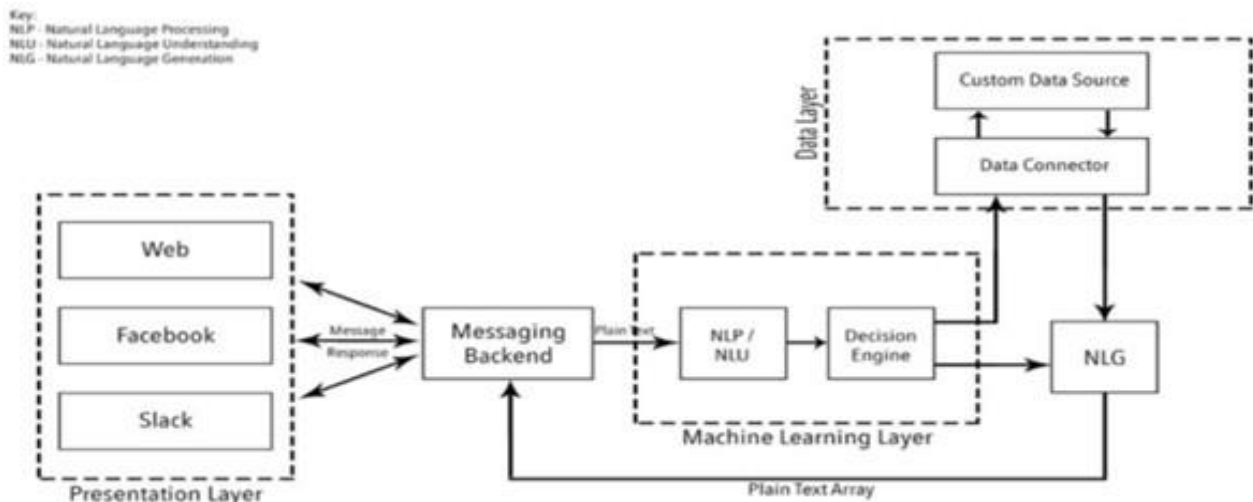 Key:
NLP - Natural Language Processing
NLU - Natural Language Understanding
NLG - Natural Language Generation
Custom Data Source
Data Layer
Data Connector
Web
Facebook
Slack
Presentation Layer
Message
Response
Messaging
Backend
Plain Text
NLP /
NLU
Decision
Engine
Machine Learning Layer
NLG
Plain Text Array